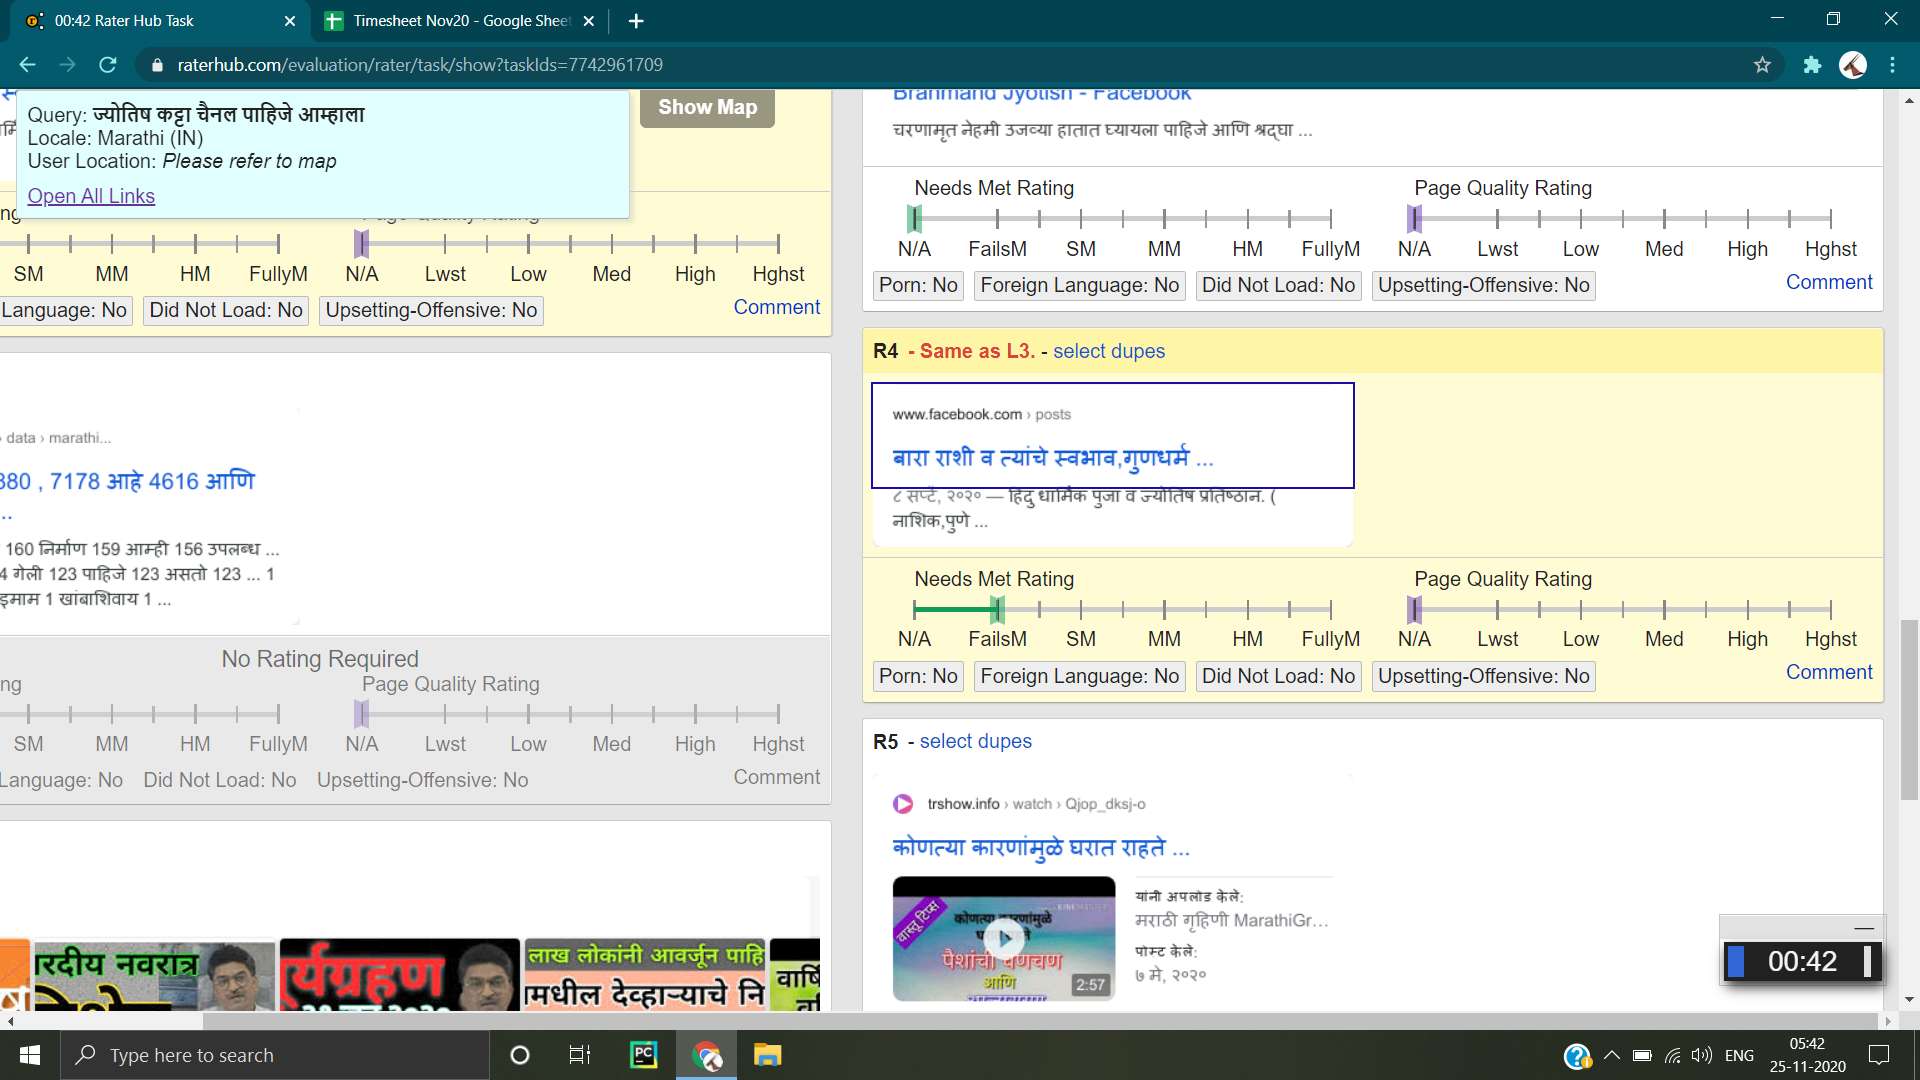 00:42 Rater Hub Task
Timesheet Nov20 - Google Sheet
raterhub.com/evaluation/rater/task/show?taskIds=7742961709
Query: ज्योतिष कट्टा चैनल पाहिजे आम्हाला
Locale: Marathi (IN)
User Location: Please refer to map
Open All Links
Show Map
SM MM HM FullyM N/A Lwst Low Med High Hghst
Language: No Did Not Load: No Upsetting-Offensive: No Comment
› data › marathi...
380 , 7178 आहे 4616 आणि
..
160 निर्माण 159 आम्ही 156 उपलब्ध ...
4 गेली 123 पाहिजे 123 असतो 123 ... 1
इमाम 1 खांबाशिवाय 1 ...
No Rating Required
ng Page Quality Rating
SM MM HM FullyM N/A Lwst Low Med High Hghst
Language: No Did Not Load: No Upsetting-Offensive: No Comment
रदीय नवरात्र
र्यग्रहण
लाख लोकांनी आवर्जून पाहि
मधील देव्हाऱ्याचे नि
वार्षि
Brahmand Jyotish - Facebook
चरणामृत नेहमी उजव्या हातात घ्यायला पाहिजे आणि श्रद्घा ...
Needs Met Rating Page Quality Rating
N/A FailsM SM MM HM FullyM N/A Lwst Low Med High Hghst
Porn: No Foreign Language: No Did Not Load: No Upsetting-Offensive: No Comment
R4 - Same as L3. - select dupes
www.facebook.com › posts
बारा राशी व त्यांचे स्वभाव,गुणधर्म ...
८ सप्टें, २०२० — हिंदु धार्मिक पुजा व ज्योतिष प्रतिष्ठान. (
नाशिक,पुणे ...
Needs Met Rating Page Quality Rating
N/A FailsM SM MM HM FullyM N/A Lwst Low Med High Hghst
Porn: No Foreign Language: No Did Not Load: No Upsetting-Offensive: No Comment
R5 - select dupes
trshow.info › watch › Qjop_dksj-o
कोणत्या कारणांमुळे घरात राहते ...
वास्तू टिप्स
कोणत्या कारणांमुळे
पैशांची चणचण
आणि
2:57
यांनी अपलोड केले:
मराठी गृहिणी MarathiGr...
पोस्ट केले:
७ मे, २०२०
00:42
Type here to search
PC
ENG
05:42
25-11-2020